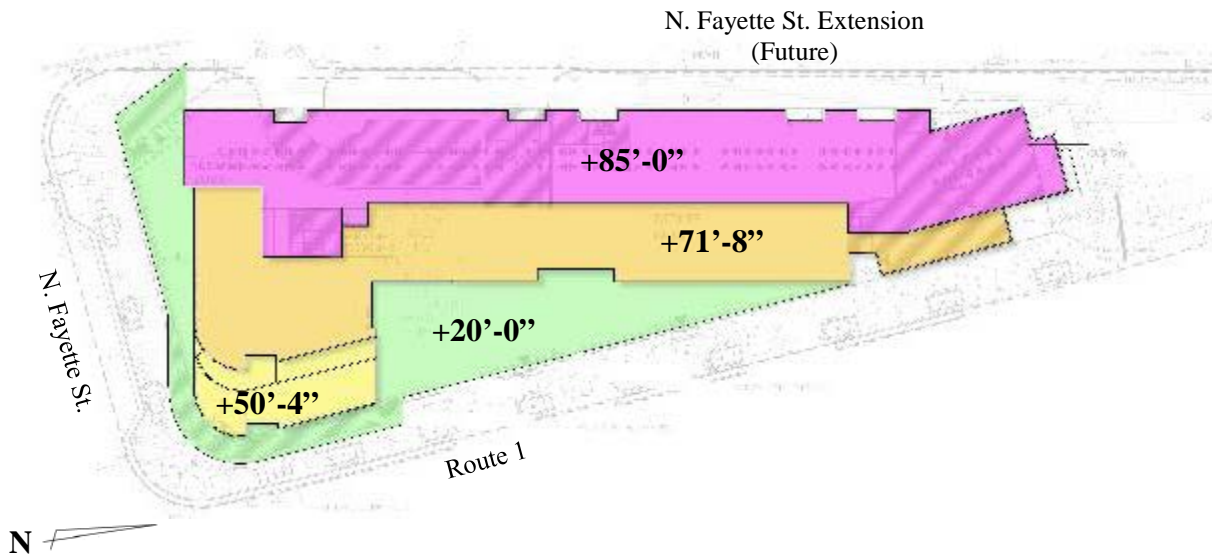 N. Fayette St. Extension
(Future)
+85’-0”
+71’-8”
+20’-0”
+50’-4”
N. Fayette St.
Route 1
N